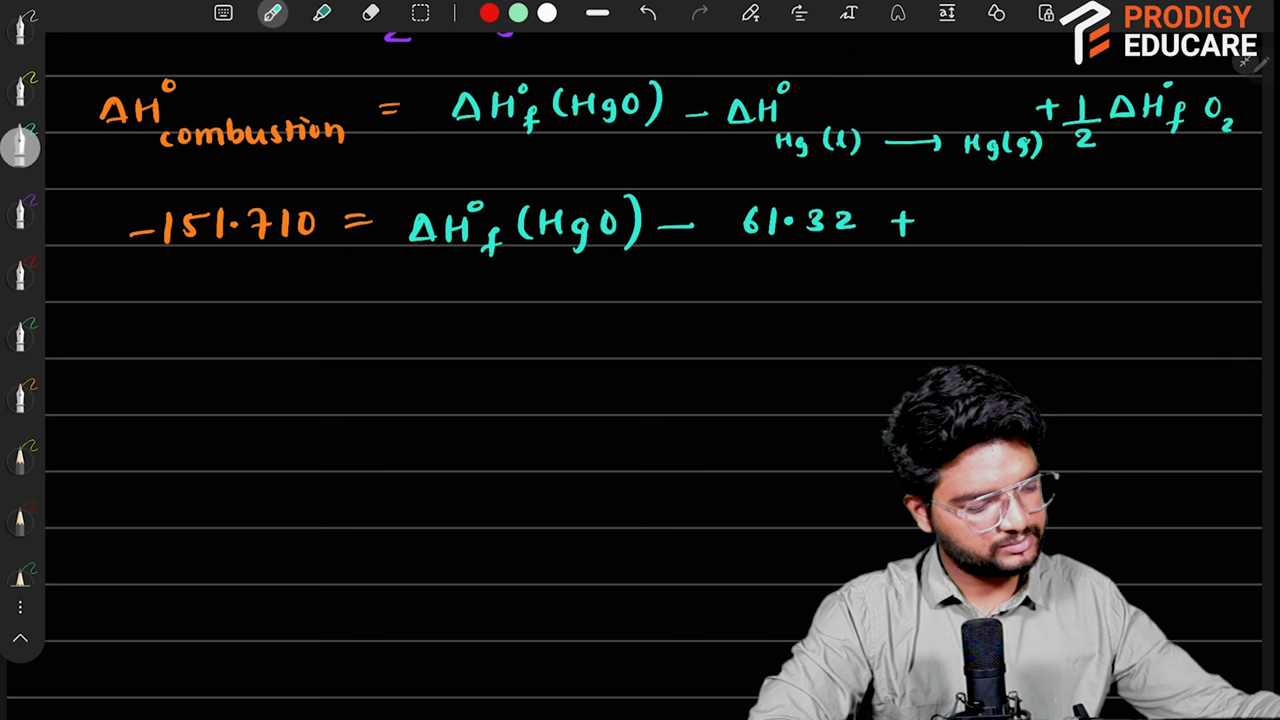 PRODIGY
EDUCARE
ΔH° combustion = ΔH°f (HgO) - ΔH° Hg(l) ⟶ Hg(g) + 1/2 ΔH°f O₂
-151.710 = ΔH°f (HgO) - 61.32 +